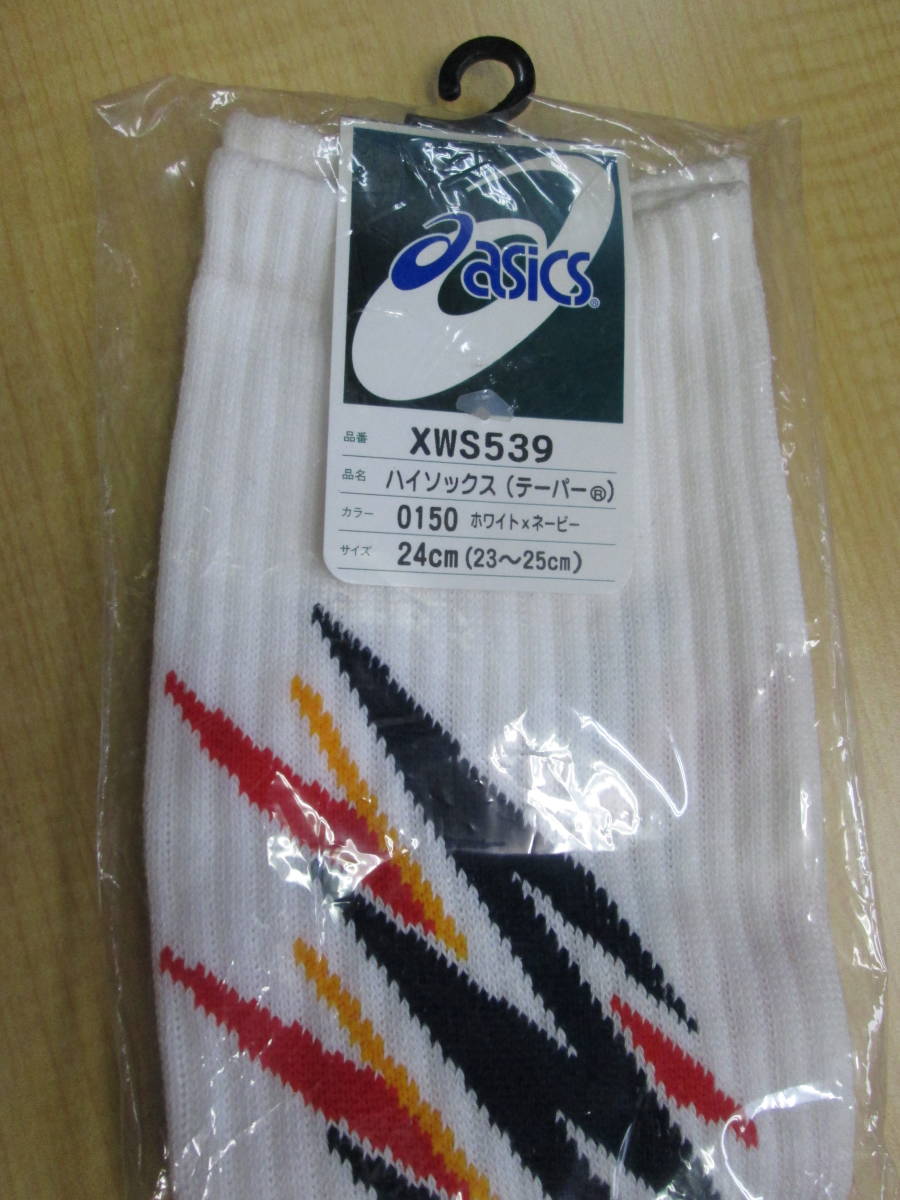 asics®
品番 XWS539
品名 ハイソックス(テーパー®)
カラー 0150 ホワイト×ネービー
サイズ 24cm(23〜25cm)